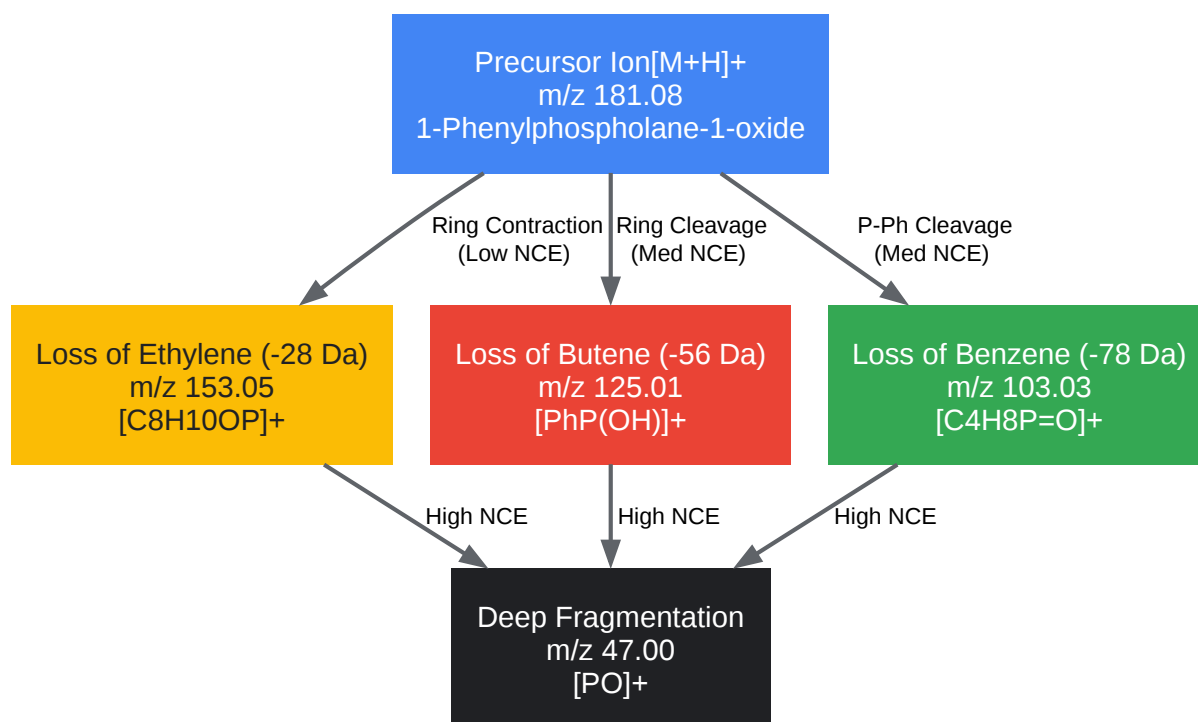 Precursor Ion[M+H]+
m/z 181.08
1-Phenylphospholane-1-oxide
Ring Contraction
(Low NCE)
Ring Cleavage
(Med NCE)
P-Ph Cleavage
(Med NCE)
Loss of Ethylene (-28 Da)
m/z 153.05
[C8H10OP]+
Loss of Butene (-56 Da)
m/z 125.01
[PhP(OH)]+
Loss of Benzene (-78 Da)
m/z 103.03
[C4H8P=O]+
High NCE
High NCE
High NCE
Deep Fragmentation
m/z 47.00
[PO]+